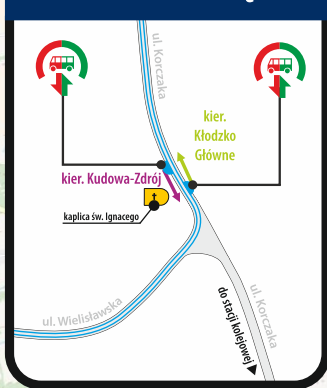 ul. Korczaka
kier.
Kłodzko
Główne
kier. Kudowa-Zdrój
kaplica św. Ignacego
ul. Wielisławska
do stacji kolejowej
ul. Korczaka